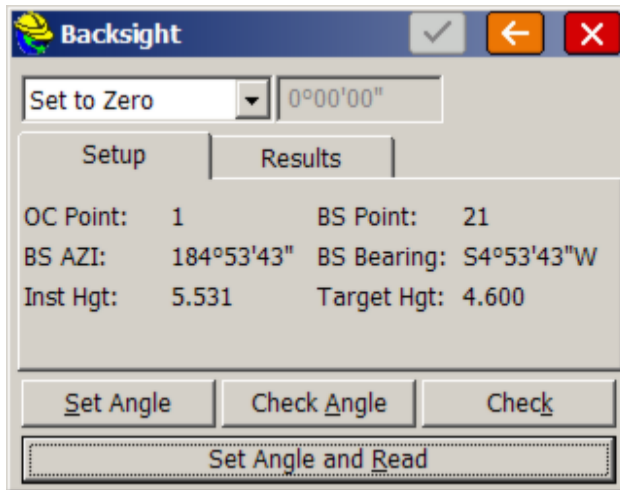 Backsight
Set to Zero 0°00'00"
Setup Results
OC Point: 1 BS Point: 21
BS AZI: 184°53'43" BS Bearing: S4°53'43"W
Inst Hgt: 5.531 Target Hgt: 4.600
Set Angle Check Angle Check
Set Angle and Read